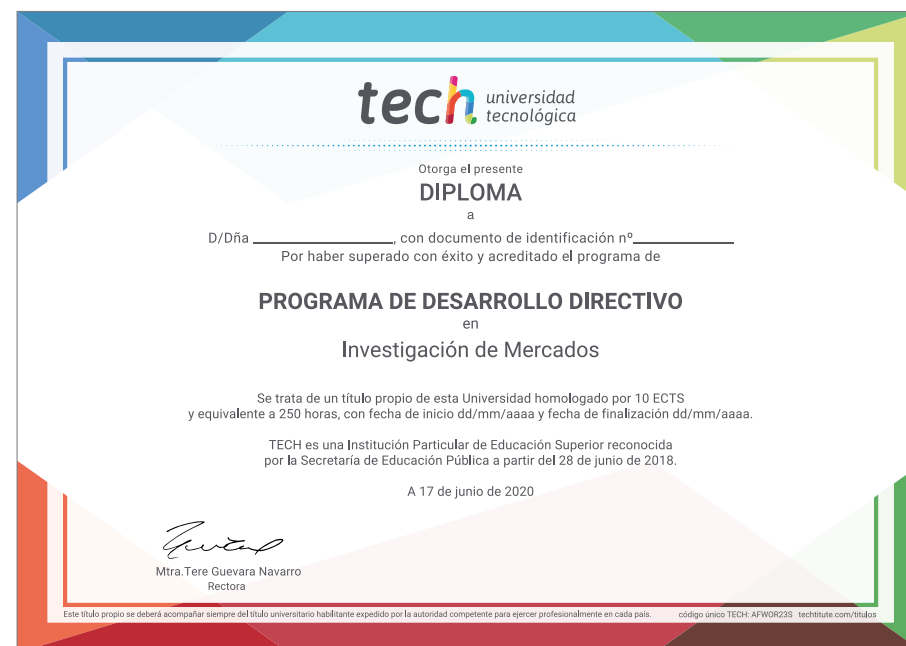 tech universidad
tecnológica
Otorga el presente
DIPLOMA
a
D/Dña ____________________, con documento de identificación nº______________
Por haber superado con éxito y acreditado el programa de
PROGRAMA DE DESARROLLO DIRECTIVO
en
Investigación de Mercados
Se trata de un título propio de esta Universidad homologado por 10 ECTS
y equivalente a 250 horas, con fecha de inicio dd/mm/aaaa y fecha de finalización dd/mm/aaaa.
TECH es una Institución Particular de Educación Superior reconocida
por la Secretaría de Educación Pública a partir del 28 de junio de 2018.
A 17 de junio de 2020
Mtra.Tere Guevara Navarro
Rectora
Este título propio se deberá acompañar siempre del título universitario habilitante expedido por la autoridad competente para ejercer profesionalmente en cada país. código único TECH: AFWOR23S techtitute.com/titulos